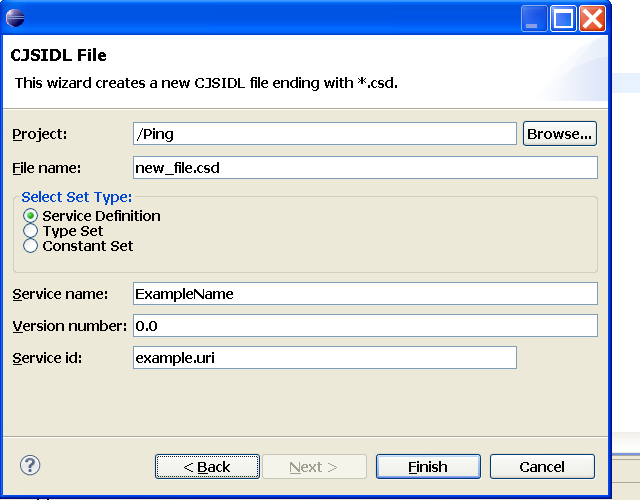 CJSIDL File
This wizard creates a new CJSIDL file ending with *.csd.
Project: /Ping Browse...
File name: new_file.csd
Select Set Type:
Service Definition
Type Set
Constant Set
Service name: ExampleName
Version number: 0.0
Service id: example.uri
? < Back Next > Finish Cancel